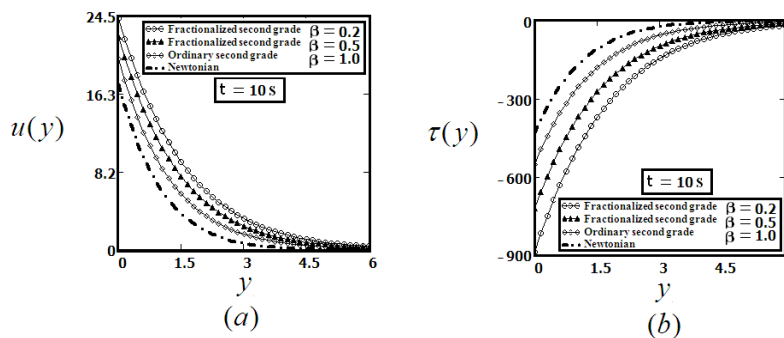 24.5
16.3
8.2
0
u(y)
Fractionalized second grade β = 0.2
Fractionalized second grade β = 0.5
Ordinary second grade β = 1.0
Newtonian
t = 10 s
0 1.5 3 4.5 6
y
(a)
0
−300
−600
−900
τ(y)
t = 10 s
Fractionalized second grade β = 0.2
Fractionalized second grade β = 0.5
Ordinary second grade β = 1.0
Newtonian
0 1.5 3 4.5
y
(b)